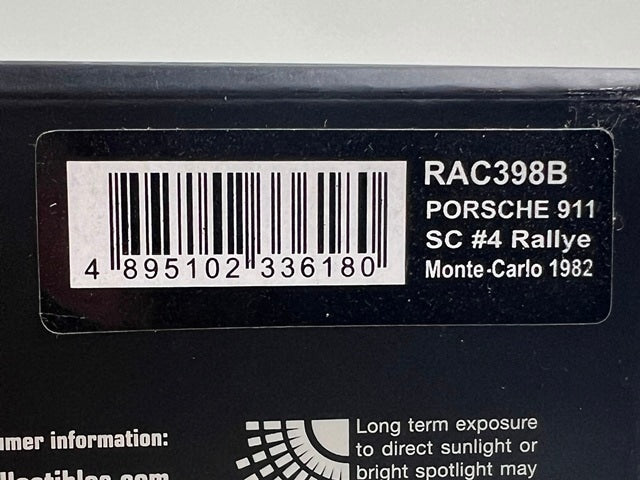 RAC398B
PORSCHE 911
SC #4 Rallye
Monte-Carlo 1982
4 895102 336180
information:
Long term exposure
to direct sunlight or
bright spotlight may